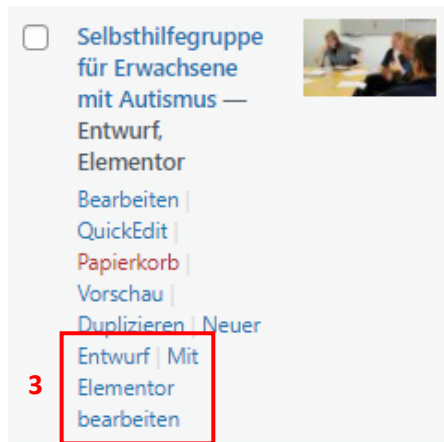 Selbsthilfegruppe
für Erwachsene
mit Autismus —
Entwurf,
Elementor
Bearbeiten |
QuickEdit |
Papierkorb |
Vorschau |
Duplizieren | Neuer
Entwurf | Mit
3 Elementor
bearbeiten